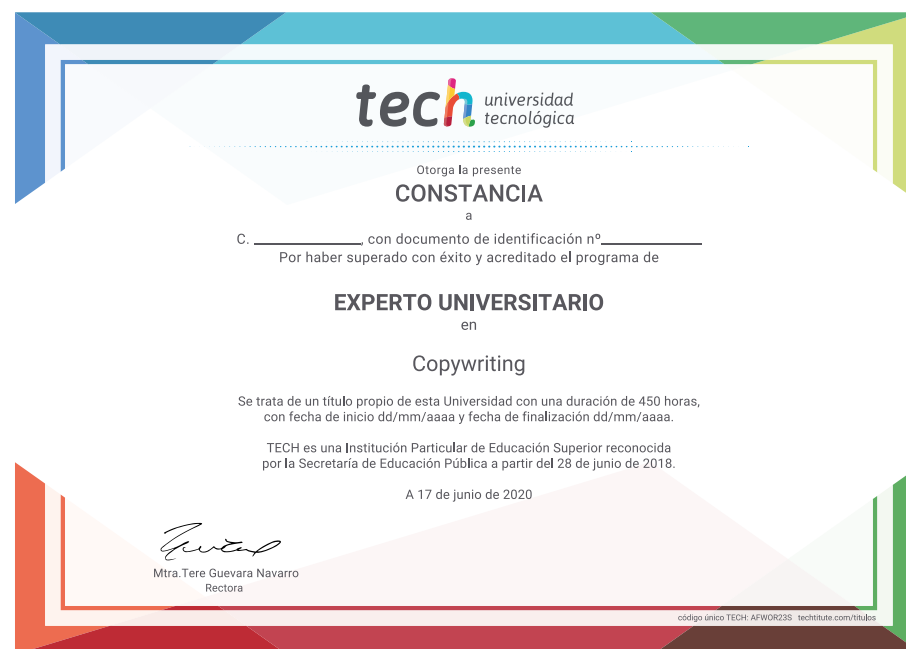 tech universidad
tecnológica
Otorga la presente
CONSTANCIA
a
C. ______________, con documento de identificación nº_____________
Por haber superado con éxito y acreditado el programa de
EXPERTO UNIVERSITARIO
en
Copywriting
Se trata de un título propio de esta Universidad con una duración de 450 horas,
con fecha de inicio dd/mm/aaaa y fecha de finalización dd/mm/aaaa.
TECH es una Institución Particular de Educación Superior reconocida
por la Secretaría de Educación Pública a partir del 28 de junio de 2018.
A 17 de junio de 2020
Mtra.Tere Guevara Navarro
Rectora
código único TECH: AFWOR23S techtitute.com/titulos